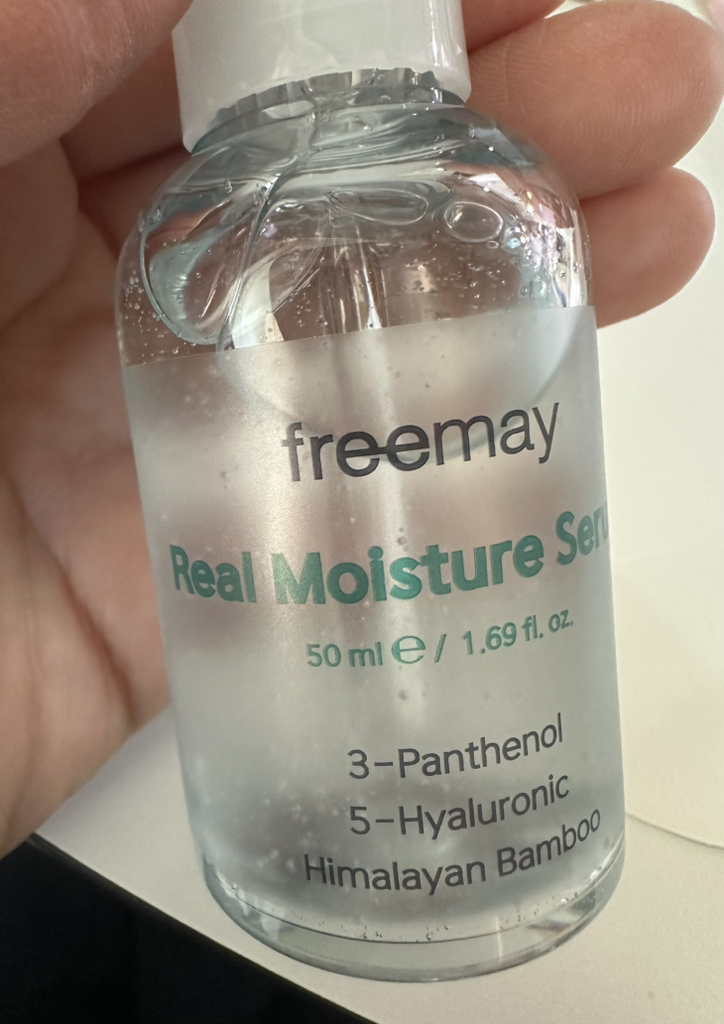 freemay
Real Moisture Seru
50 ml ℮ / 1.69 fl. oz.
3-Panthenol
5-Hyaluronic
Himalayan Bamboo